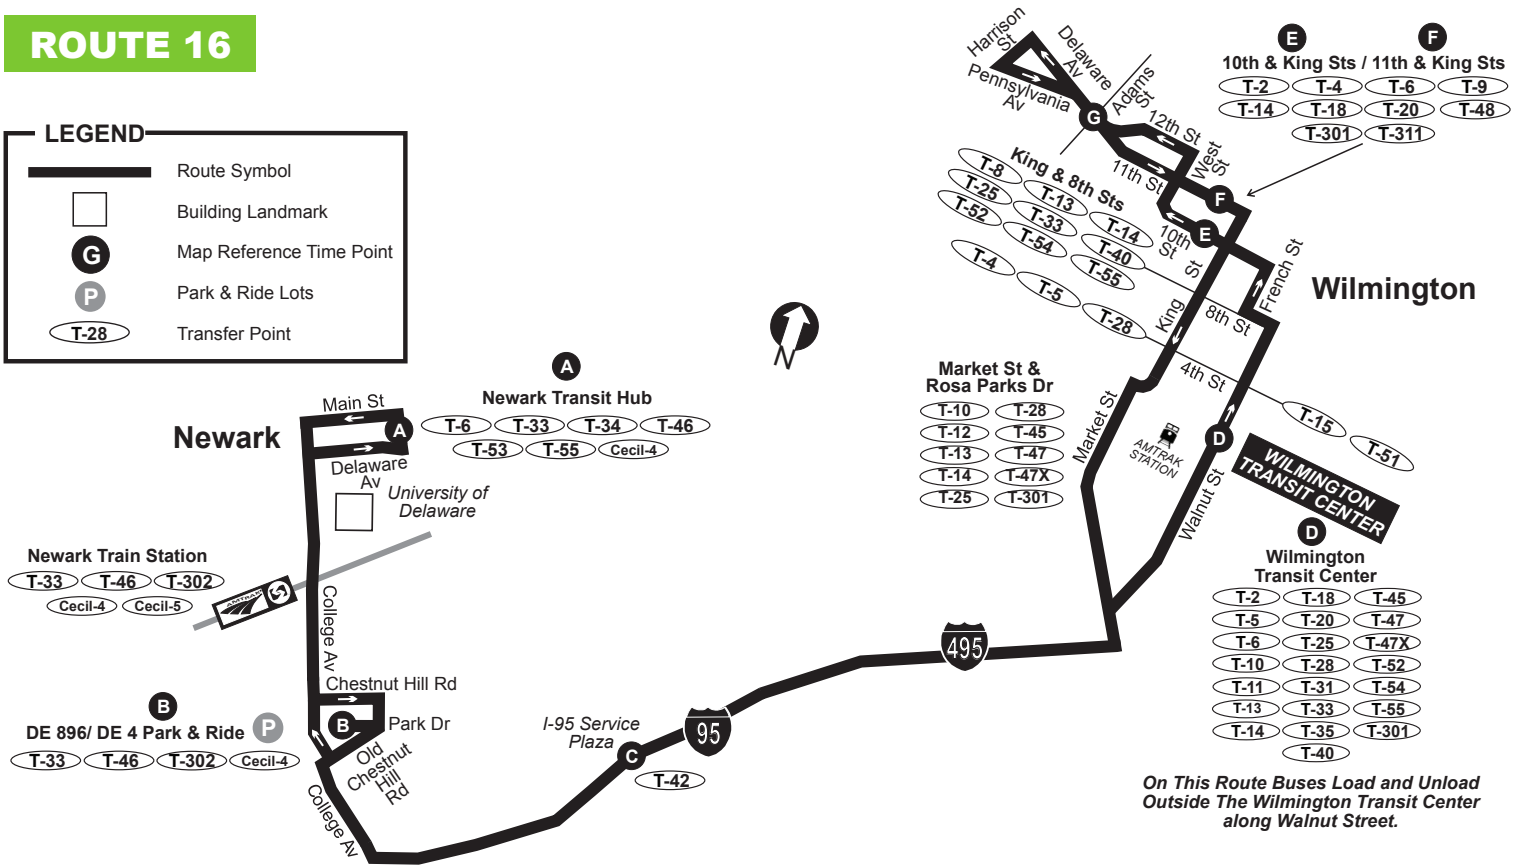 ROUTE 16
LEGEND
Route Symbol
Building Landmark
G Map Reference Time Point
P Park & Ride Lots
T-28 Transfer Point
N
Newark
Main St
A
Delaware
Av
University of
Delaware
A
Newark Transit Hub
T-6 T-33 T-34 T-46
T-53 T-55 Cecil-4
Newark Train Station
T-33 T-46 T-302
Cecil-4 Cecil-5
AMTRAK
College Av
Chestnut Hill Rd
B
Park Dr
Old
Chestnut
Hill
Rd
College Av
B
DE 896/ DE 4 Park & Ride P
T-33 T-46 T-302 Cecil-4
I-95 Service
Plaza
C
T-42
95
495
Harrison
St
Delaware
Av
Pennsylvania
Av
Adams
St
G
12th St
West
St
11th St
F
E
10th
St
King St
French St
8th St
4th St
Market St
Walnut St
D
AMTRAK
STATION
Wilmington
E F
10th & King Sts / 11th & King Sts
T-2 T-4 T-6 T-9
T-14 T-18 T-20 T-48
T-301 T-311
King & 8th Sts
T-8 T-13 T-14
T-25 T-33 T-40
T-52 T-54 T-55
T-4 T-5 T-28
T-15 T-51
Market St &
Rosa Parks Dr
T-10 T-28
T-12 T-45
T-13 T-47
T-14 T-47X
T-25 T-301
WILMINGTON
TRANSIT CENTER
D
Wilmington
Transit Center
T-2 T-18 T-45
T-5 T-20 T-47
T-6 T-25 T-47X
T-10 T-28 T-52
T-11 T-31 T-54
T-13 T-33 T-55
T-14 T-35 T-301
T-40
On This Route Buses Load and Unload
Outside The Wilmington Transit Center
along Walnut Street.